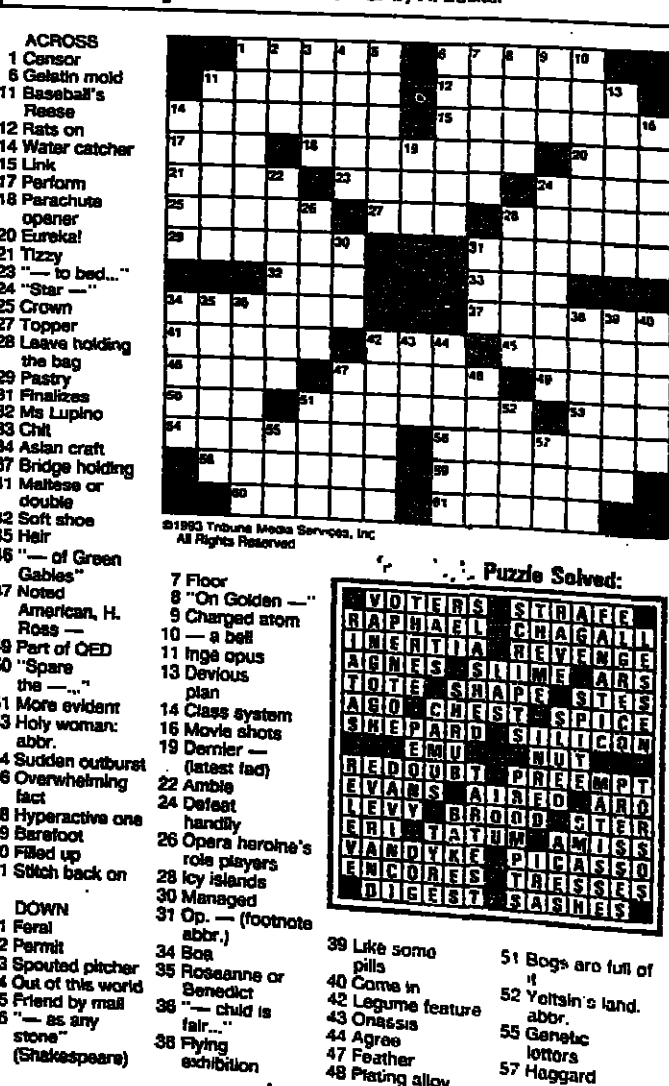 ACROSS
1 Censor
6 Gelatin mold
11 Baseball's
Reese
12 Rats on
14 Water catcher
15 Link
17 Perform
18 Parachute
opener
20 Eureka!
21 Tizzy
23 "— to bed..."
24 "Star —"
25 Crown
27 Topper
28 Leave holding
the bag
29 Pastry
31 Finalizes
32 Ms Lupino
33 Chit
34 Asian craft
37 Bridge holding
41 Maltese or
double
42 Soft shoe
45 Hair
46 "— of Green
Gables"
47 Noted
American, H.
Ross —
49 Part of QED
50 "Spare
the —..."
51 More evident
53 Holy woman:
abbr.
54 Sudden outburst
56 Overwhelming
fact
58 Hyperactive one
59 Barefoot
60 Filled up
61 Stitch back on
DOWN
1 Feral
2 Permit
3 Spouted pitcher
4 Out of this world
5 Friend by mail
6 "— as any
stone"
(Shakespeare)
©1993 Tribune Media Services, Inc.
All Rights Reserved
7 Floor
8 "On Golden —"
9 Charged atom
10 — a bell
11 Inge opus
13 Devious
plan
14 Class system
16 Movie shots
19 Dernier —
(latest fad)
22 Amble
24 Defeat
handily
26 Opera heroine's
role players
28 Icy islands
30 Managed
31 Op. — (footnote
abbr.)
34 Boa
35 Roseanne or
Benedict
36 "— child is
fair..."
38 Flying
exhibition
Puzzle Solved:
VOTERS STRAFE
RAPHAEL CHAGALL
INERTIA REVENGE
AGNES SLIME ARS
TOTE SHAPE STES
AGO CHEST SPICE
SHEPARD SILICON
EMU NUT
REDOUBT PREEMPT
EVANS AIRED ARO
LEVY BROOD STER
ERI TATUM AMISS
VANDYKE PICASSO
ENCORES TRESSES
DIGEST SASHES
39 Like some
pills
40 Come in
42 Legume feature
43 Onassis
44 Agree
47 Feather
48 Plating alloy
51 Bogs are full of
it
52 Yeltsin's land.
abbr.
55 Genetic
letters
57 Haggard